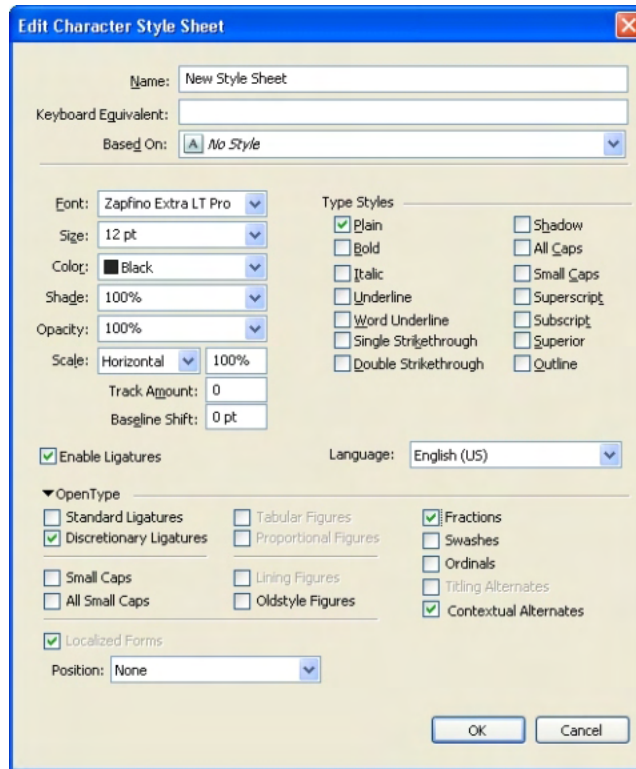 Edit Character Style Sheet
Name: New Style Sheet
Keyboard Equivalent:
Based On: A No Style
Font: Zapfino Extra LT Pro
Size: 12 pt
Color: Black
Shade: 100%
Opacity: 100%
Scale: Horizontal 100%
Track Amount: 0
Baseline Shift: 0 pt
Type Styles
Plain
Bold
Italic
Underline
Word Underline
Single Strikethrough
Double Strikethrough
Shadow
All Caps
Small Caps
Superscript
Subscript
Superior
Outline
Enable Ligatures
Language: English (US)
OpenType
Standard Ligatures
Discretionary Ligatures
Small Caps
All Small Caps
Tabular Figures
Proportional Figures
Lining Figures
Oldstyle Figures
Fractions
Swashes
Ordinals
Titling Alternates
Contextual Alternates
Localized Forms
Position: None
OK Cancel